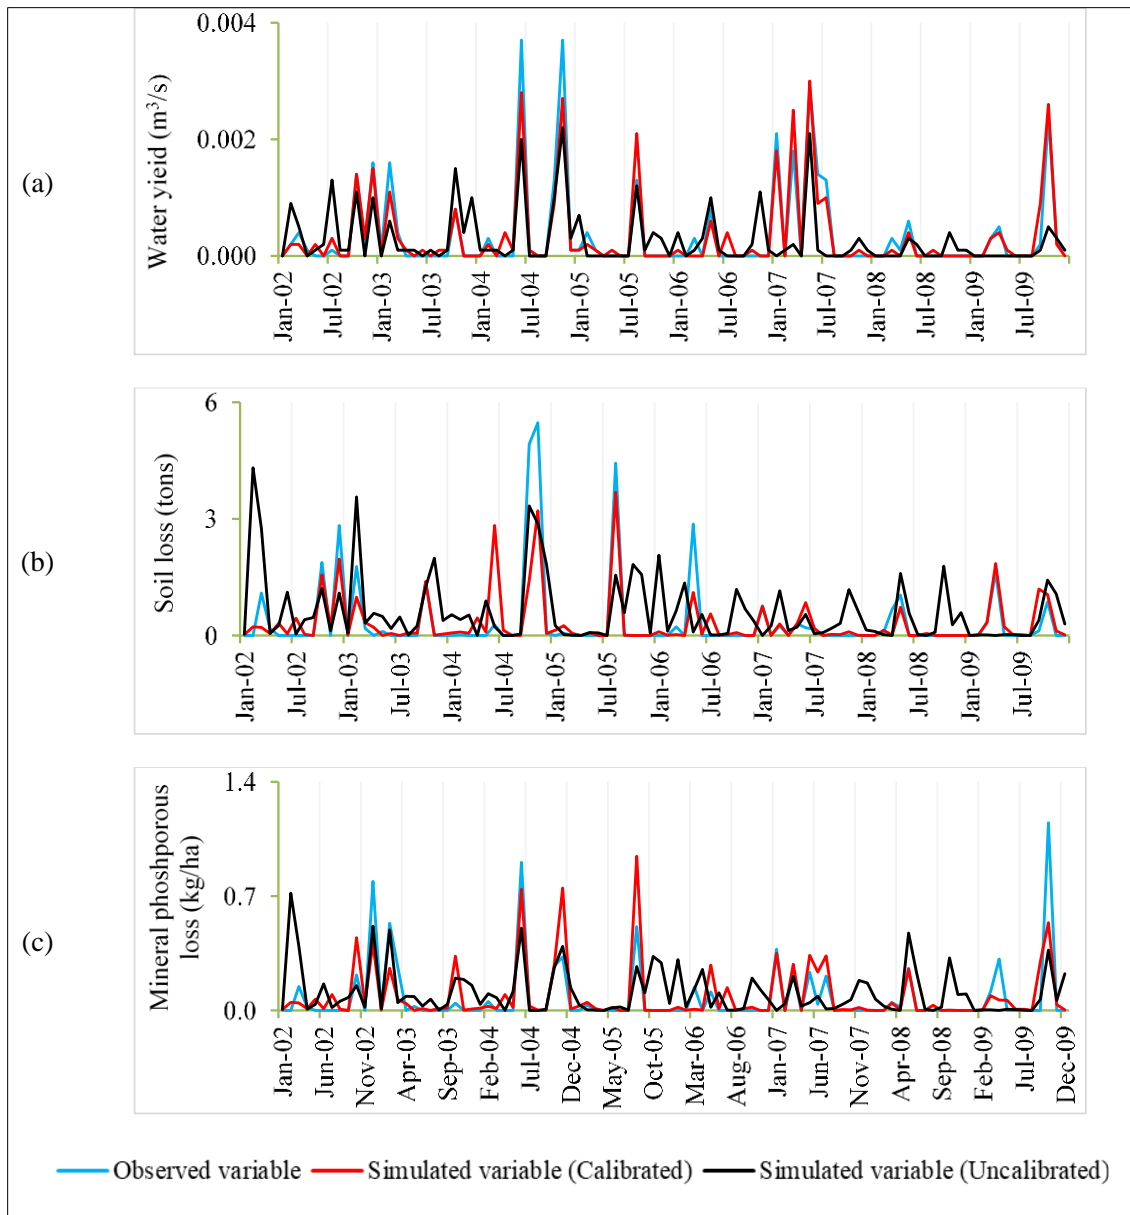 (a)
Water yieid (m³/s)
0.004
0.002
0.000
Jan-02
Jul-02
Jan-03
Jul-03
Jan-04
Jul-04
Jan-05
Jul-05
Jan-06
Jul-06
Jan-07
Jul-07
Jan-08
Jul-08
Jan-09
Jul-09
(b)
Soil loss (tons)
6
3
0
Jan-02
Jul-02
Jan-03
Jul-03
Jan-04
Jul-04
Jan-05
Jul-05
Jan-06
Jul-06
Jan-07
Jul-07
Jan-08
Jul-08
Jan-09
Jul-09
(c)
Mineral phoshporous
loss (kg/ha)
1.4
0.7
0.0
Jan-02
Jun-02
Nov-02
Apr-03
Sep-03
Feb-04
Jul-04
Dec-04
May-05
Oct-05
Mar-06
Aug-06
Jan-07
Jun-07
Nov-07
Apr-08
Sep-08
Feb-09
Jul-09
Dec-09
Observed variable
Simulated variable (Calibrated)
Simulated variable (Uncalibrated)